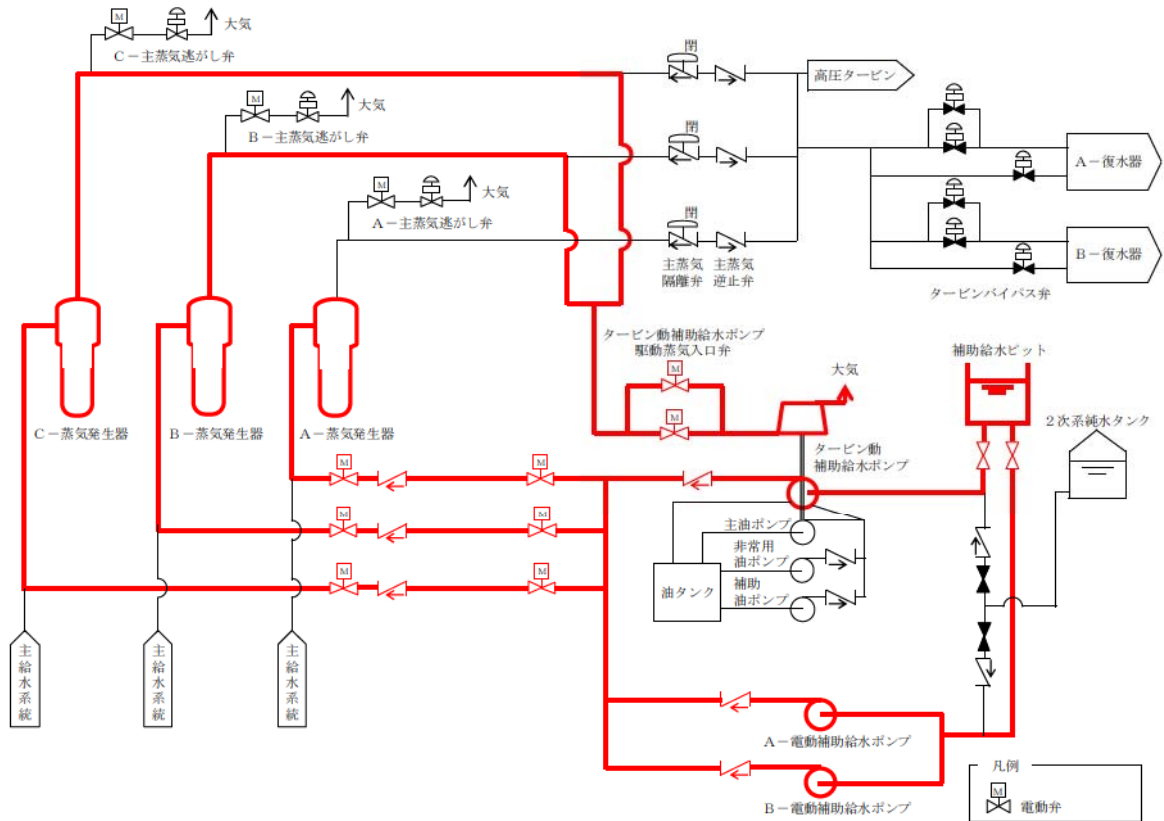 M
大気
C－主蒸気逃がし弁
M
大気
B－主蒸気逃がし弁
M
大気
A－主蒸気逃がし弁
閉
閉
閉
主蒸気
隔離弁
主蒸気
逆止弁
高圧タービン
A－復水器
B－復水器
タービンバイパス弁
C－蒸気発生器
B－蒸気発生器
A－蒸気発生器
タービン動補助給水ポンプ
駆動蒸気入口弁
M
M
大気
補助給水ピット
2次系純水タンク
タービン動
補助給水ポンプ
M
M
M
M
M
M
主油ポンプ
非常用
油ポンプ
補助
油ポンプ
油タンク
主給水系統
主給水系統
主給水系統
A－電動補助給水ポンプ
B－電動補助給水ポンプ
凡例
M
電動弁